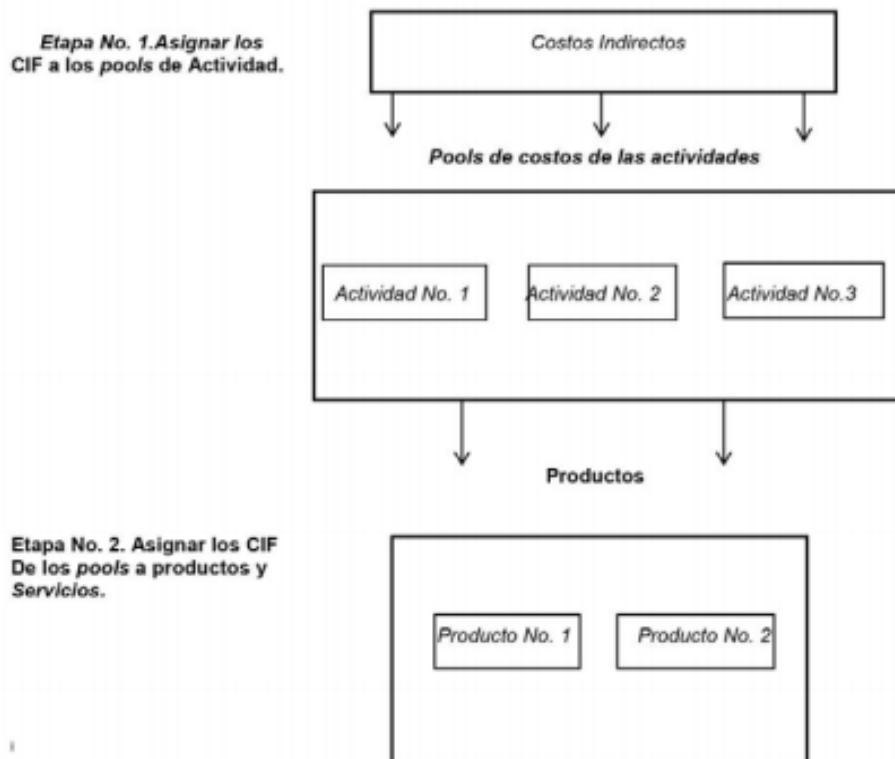 Etapa No. 1.Asignar los
CIF a los pools de Actividad.
Costos Indirectos
Pools de costos de las actividades
Actividad No. 1
Actividad No. 2
Actividad No.3
Productos
Etapa No. 2. Asignar los CIF
De los pools a productos y
Servicios.
Producto No. 1
Producto No. 2